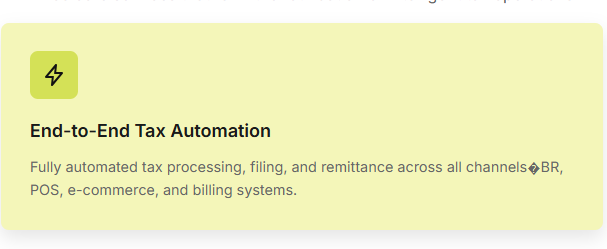 End-to-End Tax Automation
Fully automated tax processing, filing, and remittance across all channels�BR,
POS, e-commerce, and billing systems.